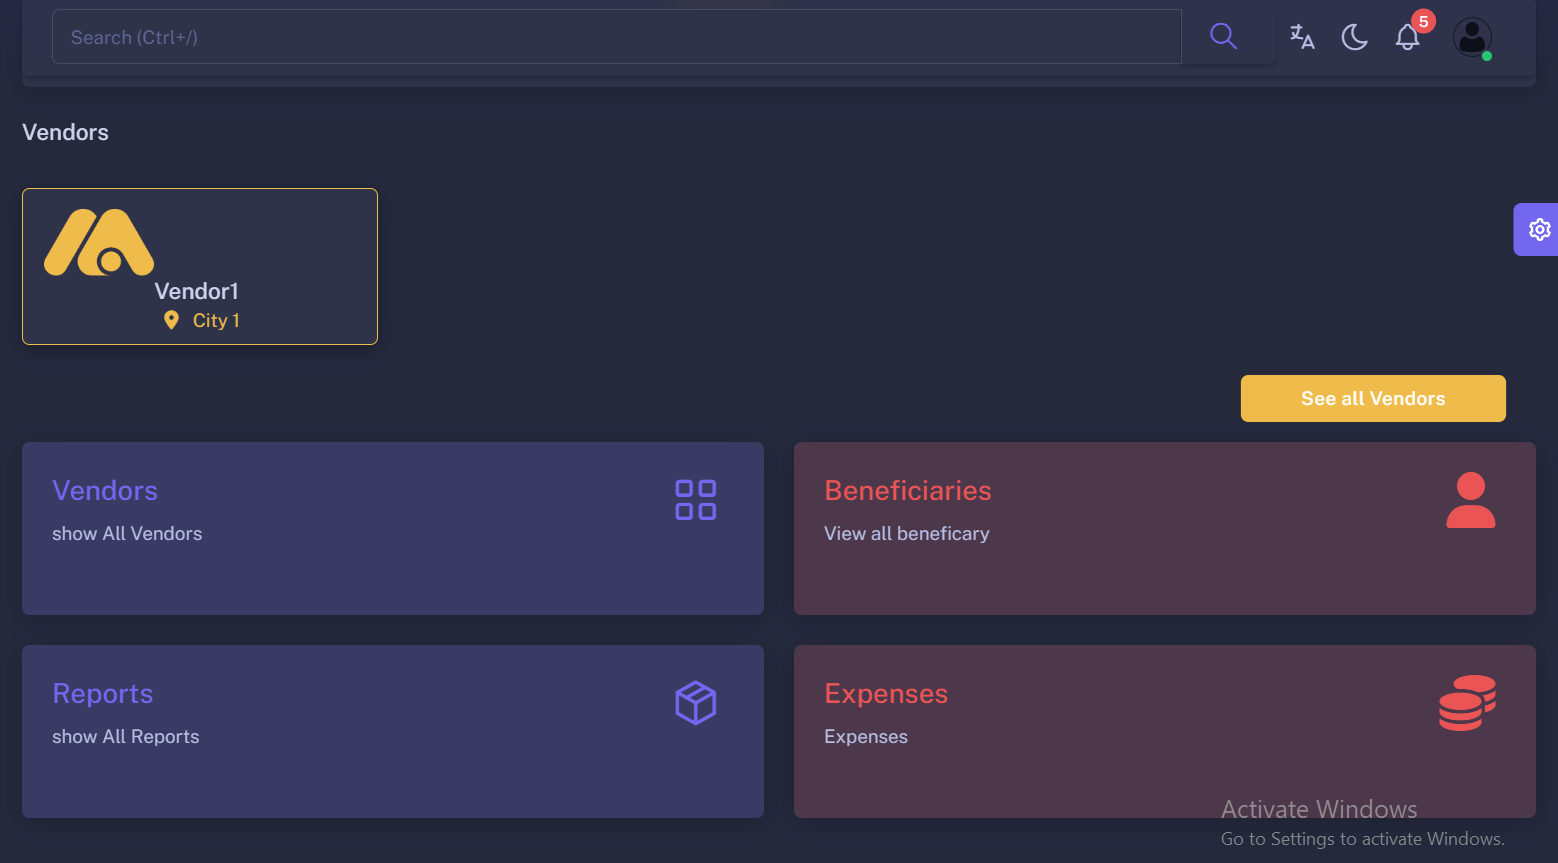 Search (Ctrl+/)
5
Vendors
Vendor1
City 1
See all Vendors
Vendors
show All Vendors
Beneficiaries
View all beneficary
Reports
show All Reports
Expenses
Expenses
Activate Windows
Go to Settings to activate Windows.